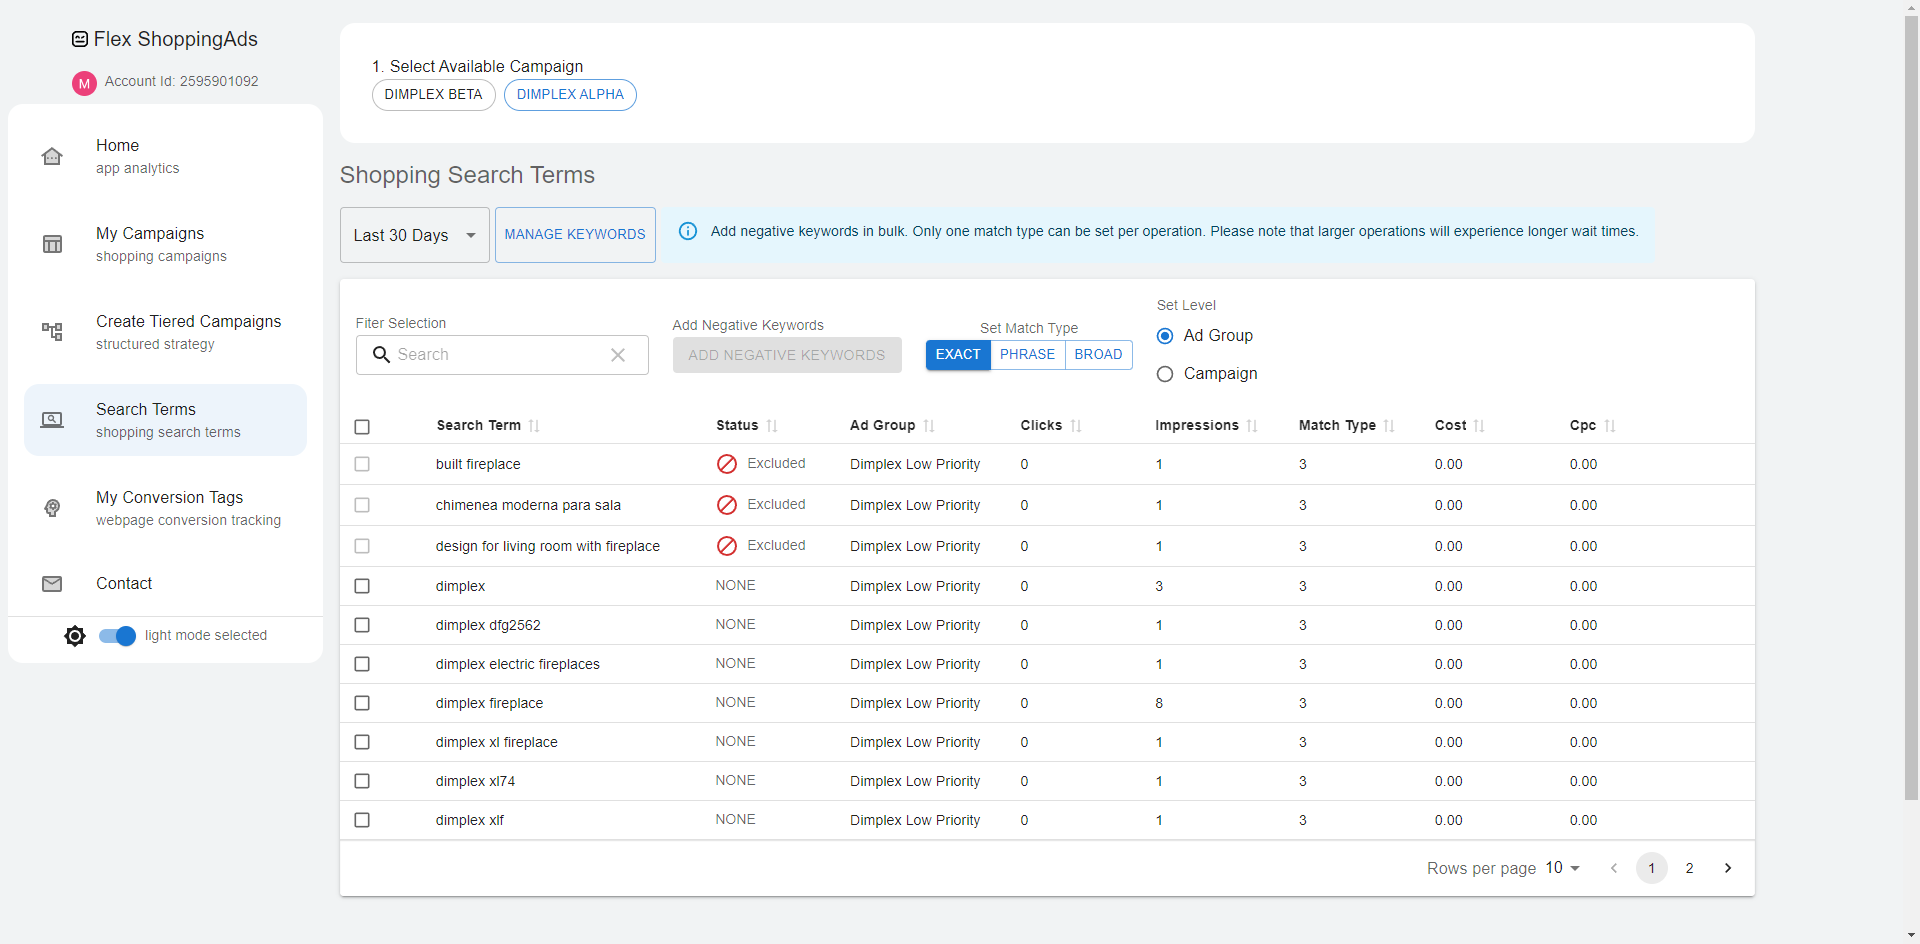 Flex ShoppingAds
M
Account Id: 2595901092
Home
app analytics
My Campaigns
shopping campaigns
Create Tiered Campaigns
structured strategy
Search Terms
shopping search terms
My Conversion Tags
webpage conversion tracking
Contact
light mode selected
1. Select Available Campaign
DIMPLEX BETA DIMPLEX ALPHA
Shopping Search Terms
Last 30 Days MANAGE KEYWORDS Add negative keywords in bulk. Only one match type can be set per operation. Please note that larger operations will experience longer wait times.
Fiter Selection
Search
Add Negative Keywords
ADD NEGATIVE KEYWORDS
Set Match Type
EXACT PHRASE BROAD
Set Level
Ad Group
Campaign
Search Term Status Ad Group Clicks Impressions Match Type Cost Cpc
built fireplace Excluded Dimplex Low Priority 0 1 3 0.00 0.00
chimenea moderna para sala Excluded Dimplex Low Priority 0 1 3 0.00 0.00
design for living room with fireplace Excluded Dimplex Low Priority 0 1 3 0.00 0.00
dimplex NONE Dimplex Low Priority 0 3 3 0.00 0.00
dimplex dfg2562 NONE Dimplex Low Priority 0 1 3 0.00 0.00
dimplex electric fireplaces NONE Dimplex Low Priority 0 1 3 0.00 0.00
dimplex fireplace NONE Dimplex Low Priority 0 8 3 0.00 0.00
dimplex xl fireplace NONE Dimplex Low Priority 0 1 3 0.00 0.00
dimplex xl74 NONE Dimplex Low Priority 0 1 3 0.00 0.00
dimplex xlf NONE Dimplex Low Priority 0 1 3 0.00 0.00
Rows per page 10 1 2